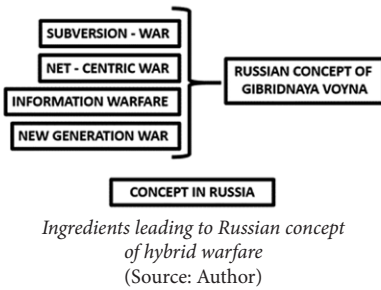 SUBVERSION - WAR
NET - CENTRIC WAR
INFORMATION WARFARE
NEW GENERATION WAR
RUSSIAN CONCEPT OF
GIBRIDNAYA VOYNA
CONCEPT IN RUSSIA
Ingredients leading to Russian concept
of hybrid warfare
(Source: Author)